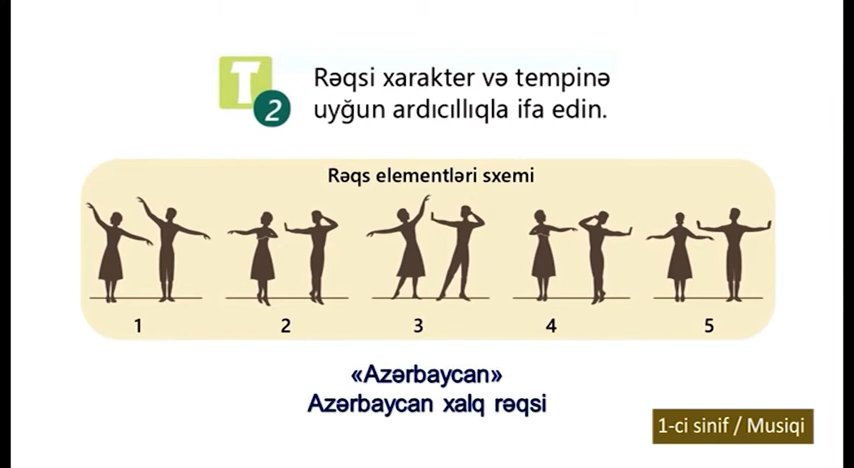 T
2
Rəqsi xarakter və tempinə
uyğun ardıcıllıqla ifa edin.
Rəqs elementləri sxemi
1 2 3 4 5
«Azərbaycan»
Azərbaycan xalq rəqsi
1-ci sinif / Musiqi